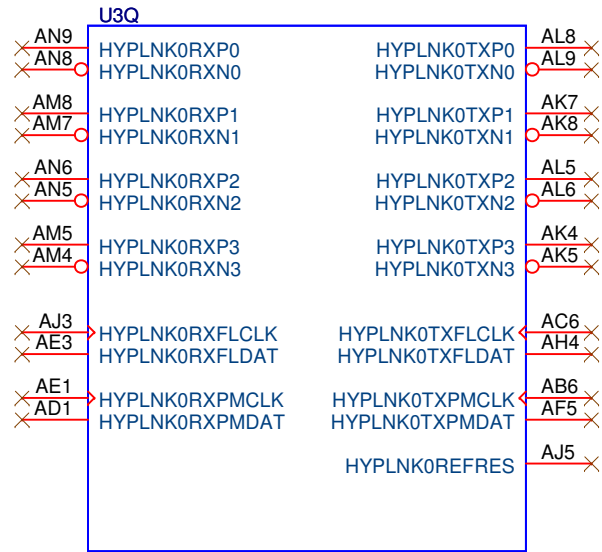 U3Q
AN9 HYPLNK0RXP0 HYPLNK0TXP0 AL8
AN8 HYPLNK0RXN0 HYPLNK0TXN0 AL9
AM8 HYPLNK0RXP1 HYPLNK0TXP1 AK7
AM7 HYPLNK0RXN1 HYPLNK0TXN1 AK8
AN6 HYPLNK0RXP2 HYPLNK0TXP2 AL5
AN5 HYPLNK0RXN2 HYPLNK0TXN2 AL6
AM5 HYPLNK0RXP3 HYPLNK0TXP3 AK4
AM4 HYPLNK0RXN3 HYPLNK0TXN3 AK5
AJ3 HYPLNK0RXFLCLK HYPLNK0TXFLCLK AC6
AE3 HYPLNK0RXFLDAT HYPLNK0TXFLDAT AH4
AE1 HYPLNK0RXPMCLK HYPLNK0TXPMCLK AB6
AD1 HYPLNK0RXPMDAT HYPLNK0TXPMDAT AF5
HYPLNK0REFRES AJ5